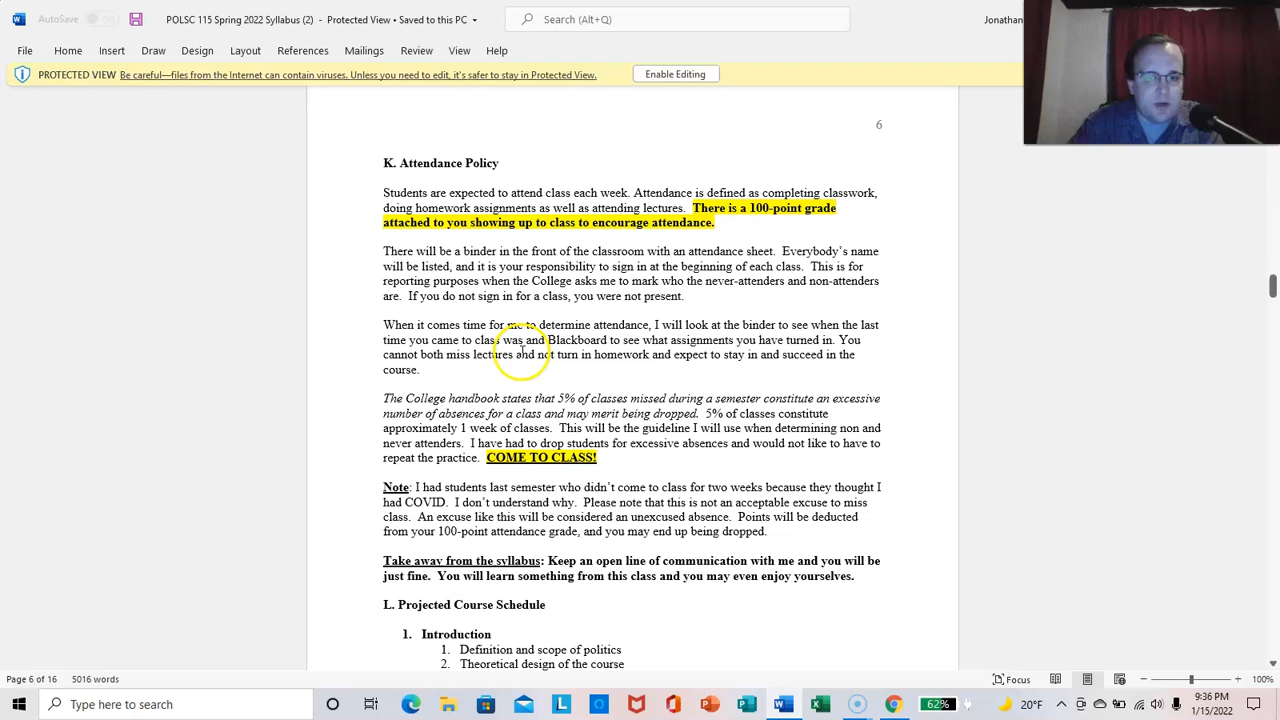 AutoSave Off
POLSC 115 Spring 2022 Syllabus (2) - Protected View • Saved to this PC
Search (Alt+Q)
Jonathan
File Home Insert Draw Design Layout References Mailings Review View Help
PROTECTED VIEW Be careful—files from the Internet can contain viruses. Unless you need to edit, it's safer to stay in Protected View. Enable Editing
6
K. Attendance Policy
Students are expected to attend class each week. Attendance is defined as completing classwork,
doing homework assignments as well as attending lectures. There is a 100-point grade
attached to you showing up to class to encourage attendance.
There will be a binder in the front of the classroom with an attendance sheet. Everybody's name
will be listed, and it is your responsibility to sign in at the beginning of each class. This is for
reporting purposes when the College asks me to mark who the never-attenders and non-attenders
are. If you do not sign in for a class, you were not present.
When it comes time for me to determine attendance, I will look at the binder to see when the last
time you came to class was and Blackboard to see what assignments you have turned in. You
cannot both miss lectures and not turn in homework and expect to stay in and succeed in the
course.
The College handbook states that 5% of classes missed during a semester constitute an excessive
number of absences for a class and may merit being dropped. 5% of classes constitute
approximately 1 week of classes. This will be the guideline I will use when determining non and
never attenders. I have had to drop students for excessive absences and would not like to have to
repeat the practice. COME TO CLASS!
Note: I had students last semester who didn't come to class for two weeks because they thought I
had COVID. I don't understand why. Please note that this is not an acceptable excuse to miss
class. An excuse like this will be considered an unexcused absence. Points will be deducted
from your 100-point attendance grade, and you may end up being dropped.
Take away from the syllabus: Keep an open line of communication with me and you will be
just fine. You will learn something from this class and you may even enjoy yourselves.
L. Projected Course Schedule
1. Introduction
1. Definition and scope of politics
2. Theoretical design of the course
Page 6 of 16 5016 words
Focus
100%
Type here to search
62%
20°F
9:36 PM
1/15/2022